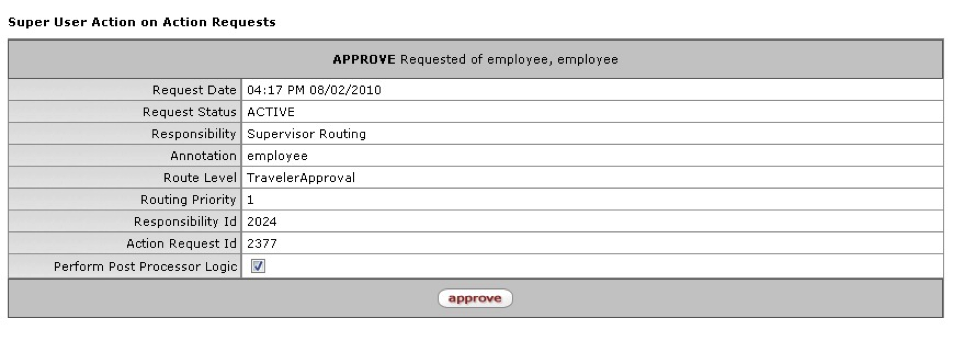 Super User Action on Action Requests
APPROVE Requested of employee, employee
Request Date 04:17 PM 08/02/2010
Request Status ACTIVE
Responsibility Supervisor Routing
Annotation employee
Route Level TravelerApproval
Routing Priority 1
Responsibility Id 2024
Action Request Id 2377
Perform Post Processor Logic
approve